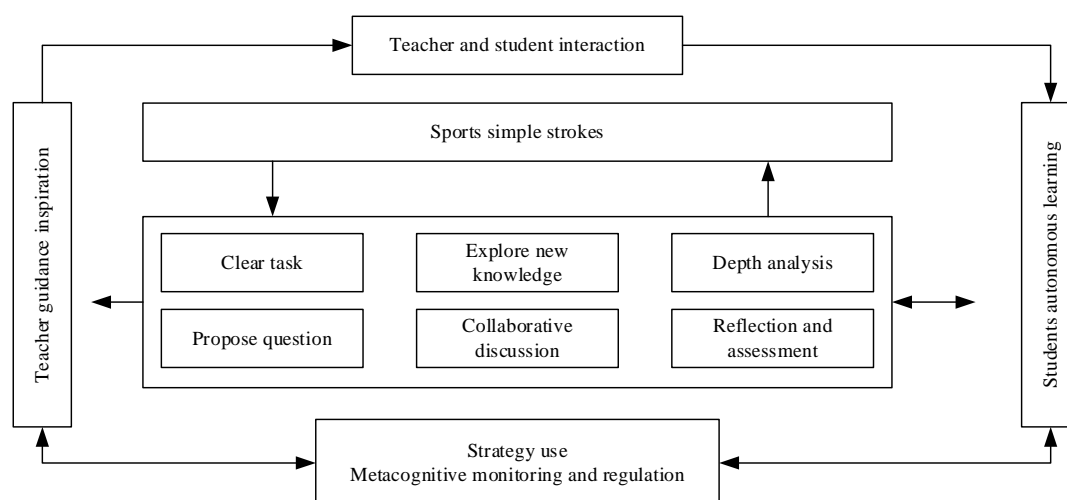 Teacher and student interaction
Sports simple strokes
Teacher guidance inspiration
Clear task
Explore new
knowledge
Depth analysis
Propose question
Collaborative
discussion
Reflection and
assessment
Students autonomous learning
Strategy use
Metacognitive monitoring and regulation